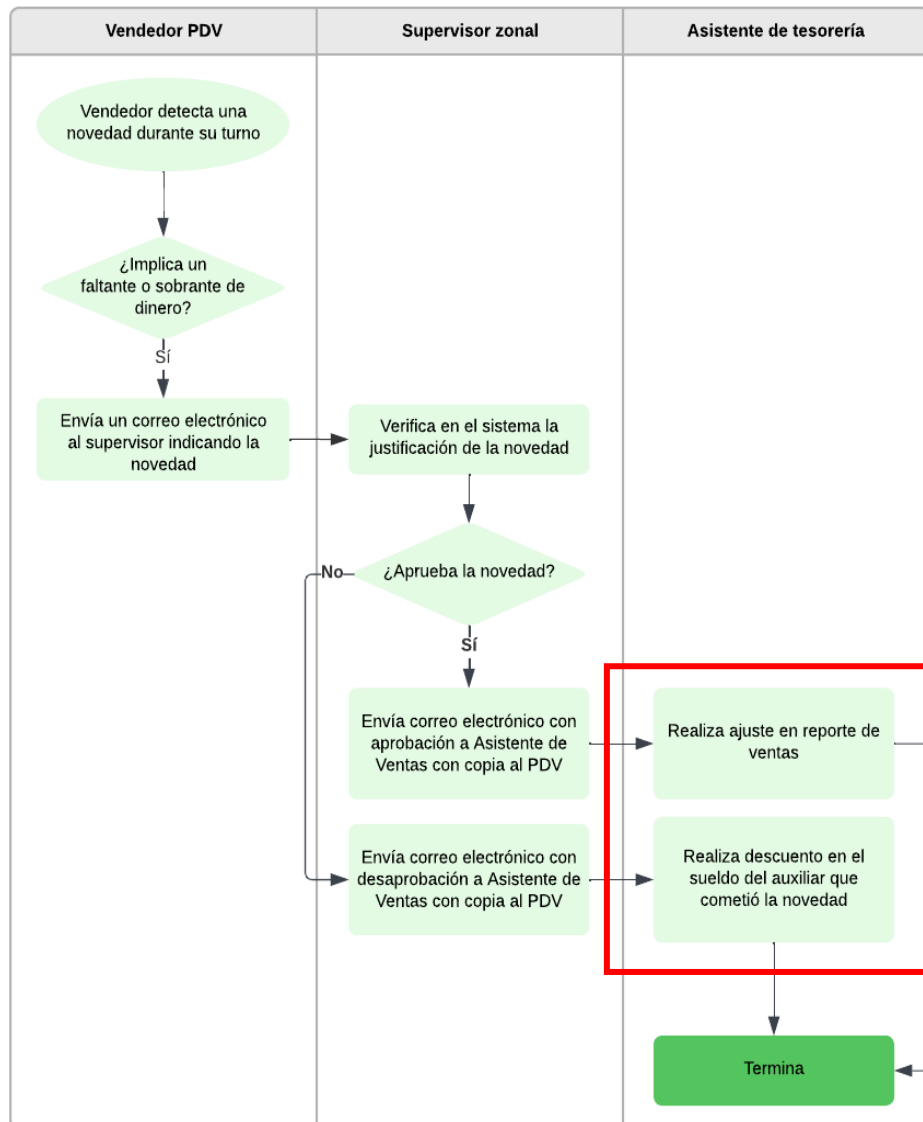 Vendedor PDV
Supervisor zonal
Asistente de tesorería
Vendedor detecta una
novedad durante su turno
¿Implica un
faltante o sobrante de
dinero?
Sí
Envía un correo electrónico
al supervisor indicando la
novedad
Verifica en el sistema la
justificación de la novedad
¿Aprueba la novedad?
No
Sí
Envía correo electrónico con
aprobación a Asistente de
Ventas con copia al PDV
Realiza ajuste en reporte de
ventas
Envía correo electrónico con
desaprobación a Asistente de
Ventas con copia al PDV
Realiza descuento en el
sueldo del auxiliar que
cometió la novedad
Termina